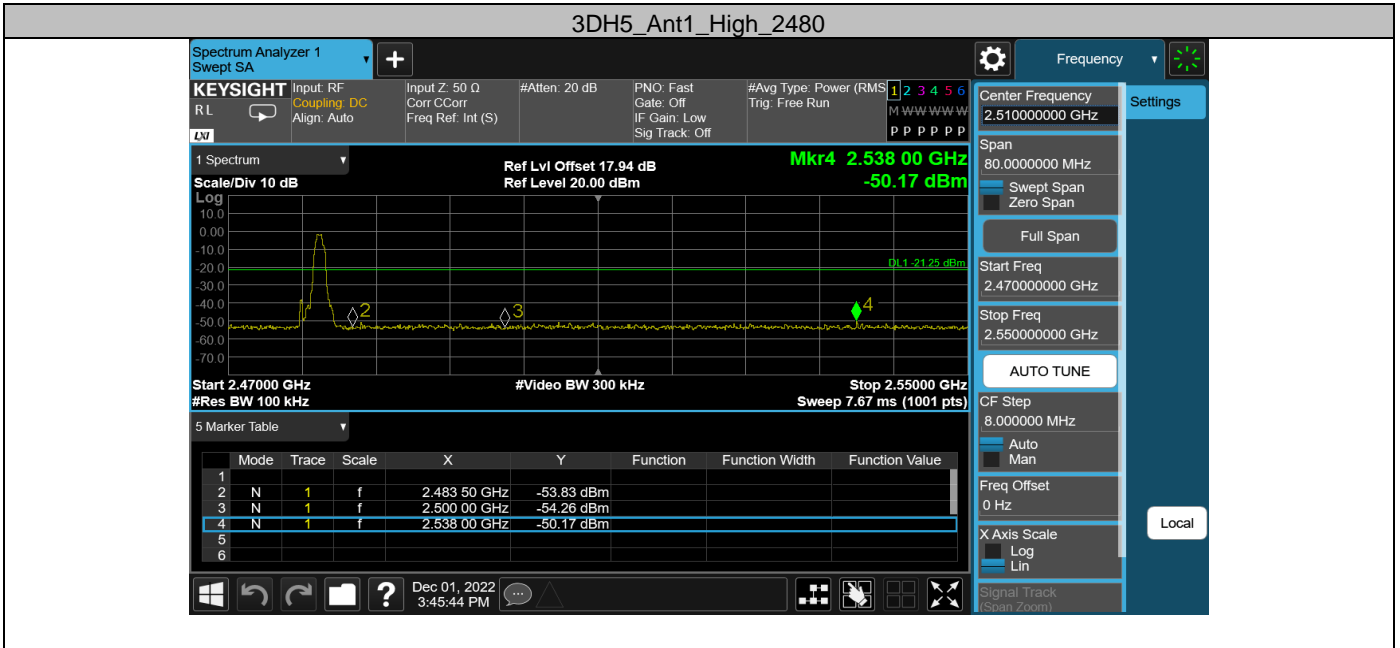 3DH5_Ant1_High_2480
Spectrum Analyzer 1
Swept SA
+
Frequency
KEYSIGHT
RL
LXI
Input: RF
Coupling: DC
Align: Auto
Input Z: 50 Ω
Corr CCorr
Freq Ref: Int (S)
#Atten: 20 dB
PNO: Fast
Gate: Off
IF Gain: Low
Sig Track: Off
#Avg Type: Power (RMS
Trig: Free Run
1 2 3 4 5 6
M W W W W W
P P P P P P
1 Spectrum
Scale/Div 10 dB
Ref Lvl Offset 17.94 dB
Ref Level 20.00 dBm
Mkr4 2.538 00 GHz
-50.17 dBm
Log
10.0
0.00
-10.0
-20.0
-30.0
-40.0
-50.0
-60.0
-70.0
DL1 -21.25 dBm
2
3
4
Start 2.47000 GHz
#Res BW 100 kHz
#Video BW 300 kHz
Stop 2.55000 GHz
Sweep 7.67 ms (1001 pts)
5 Marker Table
Mode Trace Scale X Y Function Function Width Function Value
1
2 N 1 f 2.483 50 GHz -53.83 dBm
3 N 1 f 2.500 00 GHz -54.26 dBm
4 N 1 f 2.538 00 GHz -50.17 dBm
5
6
?
Dec 01, 2022
3:45:44 PM
Center Frequency
2.510000000 GHz
Span
80.0000000 MHz
Swept Span
Zero Span
Full Span
Start Freq
2.470000000 GHz
Stop Freq
2.550000000 GHz
AUTO TUNE
CF Step
8.000000 MHz
Auto
Man
Freq Offset
0 Hz
X Axis Scale
Log
Lin
Signal Track
(Span Zoom)
Settings
Local